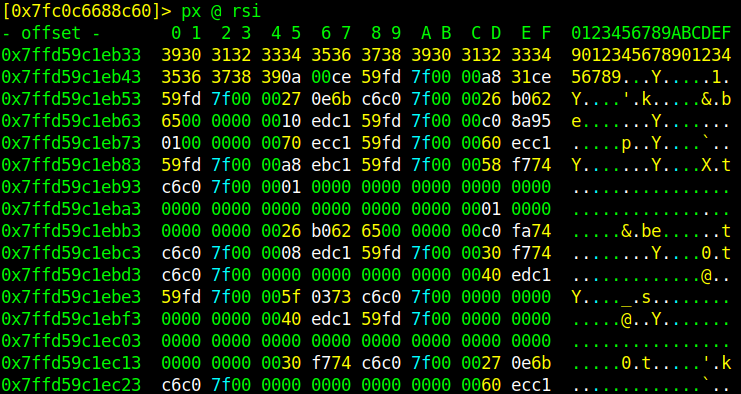 [0x7fc0c6688c60]> px @ rsi
- offset -       0 1  2 3  4 5  6 7  8 9  A B  C D  E F  0123456789ABCDEF
0x7ffd59c1eb33  3930 3132 3334 3536 3738 3930 3132 3334  9012345678901234
0x7ffd59c1eb43  3536 3738 390a 00ce 59fd 7f00 00a8 31ce  56789...Y.....1.
0x7ffd59c1eb53  59fd 7f00 0027 0e6b c6c0 7f00 0026 b062  Y....'.k.....&.b
0x7ffd59c1eb63  6500 0000 0010 edc1 59fd 7f00 00c0 8a95  e.......Y.......
0x7ffd59c1eb73  0100 0000 0070 ecc1 59fd 7f00 0060 ecc1  .....p..Y....`..
0x7ffd59c1eb83  59fd 7f00 00a8 ebc1 59fd 7f00 0058 f774  Y.......Y....X.t
0x7ffd59c1eb93  c6c0 7f00 0001 0000 0000 0000 0000 0000  ................
0x7ffd59c1eba3  0000 0000 0000 0000 0000 0000 0001 0000  ................
0x7ffd59c1ebb3  0000 0000 0026 b062 6500 0000 00c0 fa74  .....&.be......t
0x7ffd59c1ebc3  c6c0 7f00 0008 edc1 59fd 7f00 0030 f774  ........Y....0.t
0x7ffd59c1ebd3  c6c0 7f00 0000 0000 0000 0000 0040 edc1  .............@..
0x7ffd59c1ebe3  59fd 7f00 005f 0373 c6c0 7f00 0000 0000  Y...._.s........
0x7ffd59c1ebf3  0000 0000 0040 edc1 59fd 7f00 0000 0000  .....@..Y.......
0x7ffd59c1ec03  0000 0000 0000 0000 0000 0000 0000 0000  ................
0x7ffd59c1ec13  0000 0000 0030 f774 c6c0 7f00 0027 0e6b  .....0.t.....'.k
0x7ffd59c1ec23  c6c0 7f00 0000 0000 0000 0000 0060 ecc1  .............`..